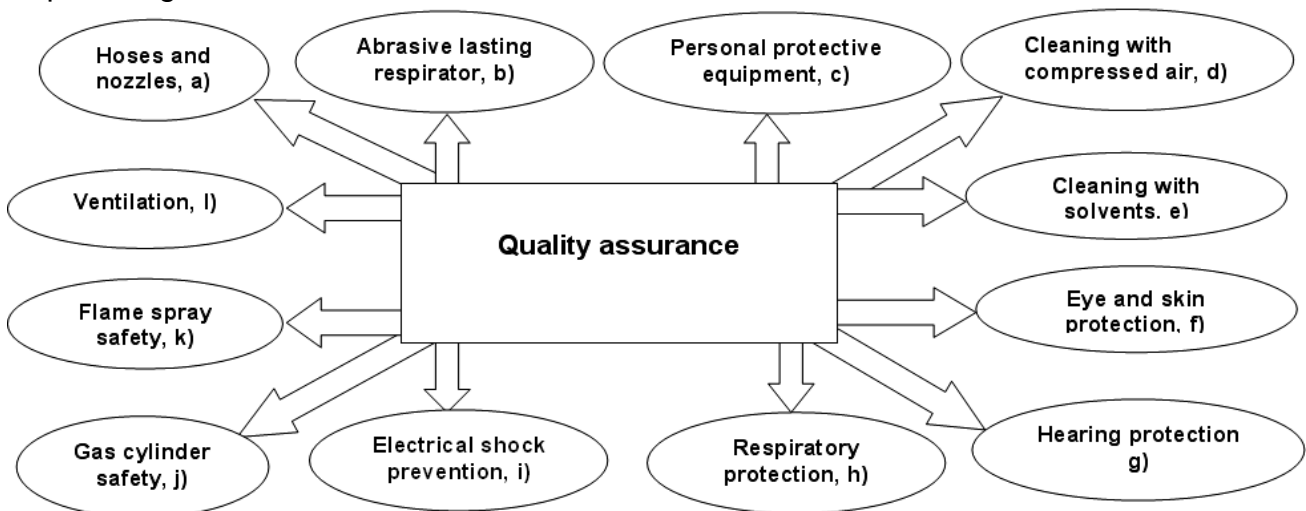 Hoses and
nozzles, a)
Abrasive lasting
respirator, b)
Personal protective
equipment, c)
Cleaning with
compressed air, d)
Ventilation, l)
Quality assurance
Cleaning with
solvents. e)
Flame spray
safety, k)
Eye and skin
protection, f)
Gas cylinder
safety, j)
Electrical shock
prevention, i)
Respiratory
protection, h)
Hearing protection
g)